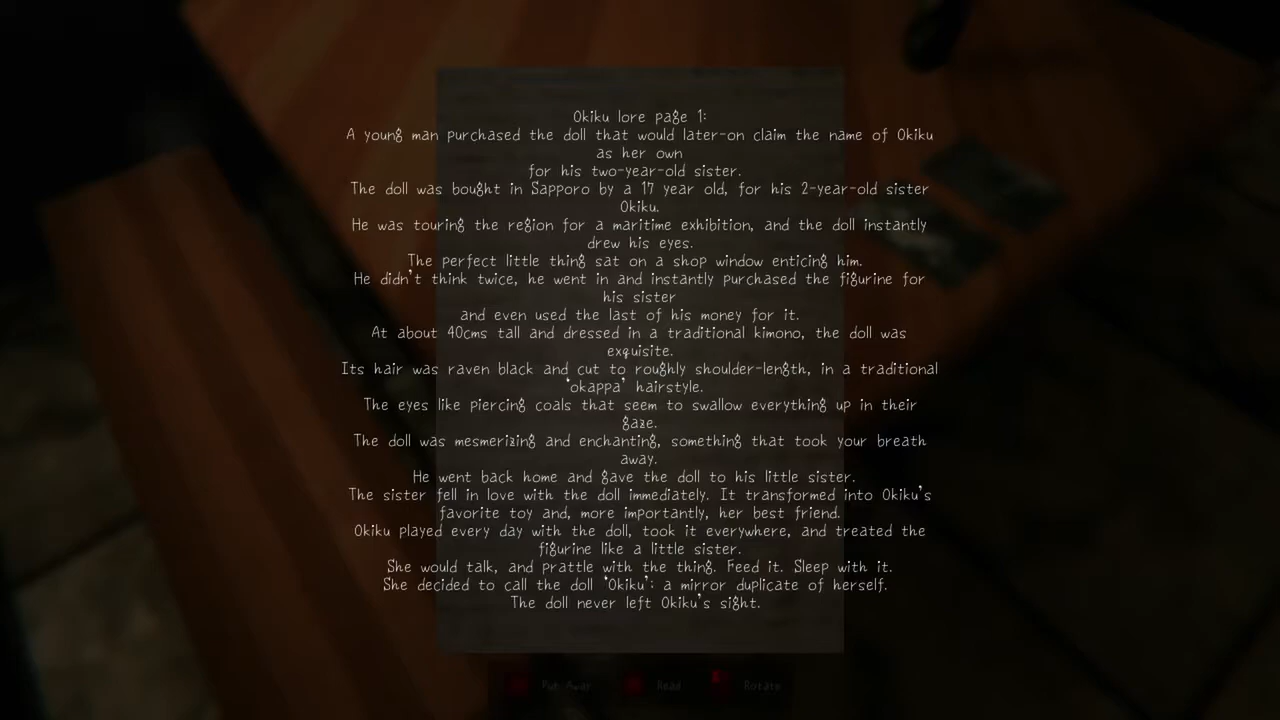 Okiku lore page 1:
A young man purchased the doll that would later-on claim the name of Okiku
as her own
for his two-year-old sister.
The doll was bought in Sapporo by a 17 year old, for his 2-year-old sister
Okiku.
He was touring the region for a maritime exhibition, and the doll instantly
drew his eyes.
The perfect little thing sat on a shop window enticing him.
He didn't think twice, he went in and instantly purchased the figurine for
his sister
and even used the last of his money for it.
At about 40cms tall and dressed in a traditional kimono, the doll was
exquisite.
Its hair was raven black and cut to roughly shoulder-length, in a traditional
'okappa' hairstyle.
The eyes like piercing coals that seem to swallow everything up in their
gaze.
The doll was mesmerizing and enchanting, something that took your breath
away.
He went back home and gave the doll to his little sister.
The sister fell in love with the doll immediately. It transformed into Okiku's
favorite toy and, more importantly, her best friend.
Okiku played every day with the doll, took it everywhere, and treated the
figurine like a little sister.
She would talk, and prattle with the thing. Feed it. Sleep with it.
She decided to call the doll 'Okiku': a mirror duplicate of herself.
The doll never left Okiku's sight.
Put Away Read Rotate